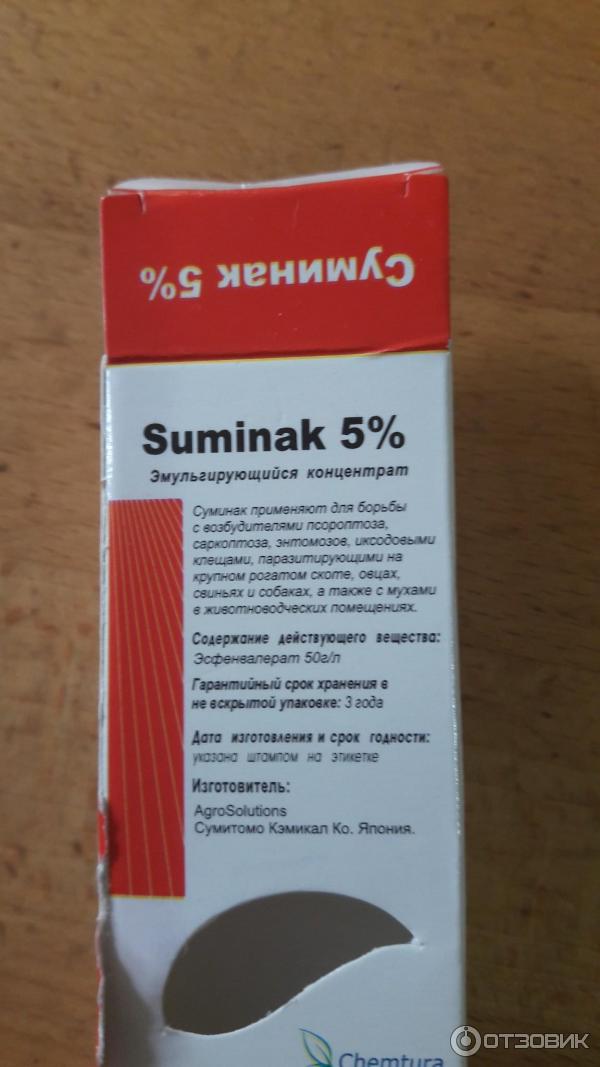 Суминак 5%
Suminak 5%
Эмульгирующийся концентрат
Суминак применяют для борьбы
с возбудителями псороптоза,
саркоптоза, энтомозов, иксодовыми
клещами, паразитирующими на
крупном рогатом скоте, овцах,
свиньях и собаках, а также с мухами
в животноводческих помещениях.
Содержание действующего вещества:
Эсфенвалерат 50г/л
Гарантийный срок хранения в
не вскрытой упаковке: 3 года
Дата изготовления и срок годности:
указана штампом на этикетке
Изготовитель:
AgroSolutions
Сумитомо Кэмикал Ко. Япония.
Chemtura
ОТЗОВИК